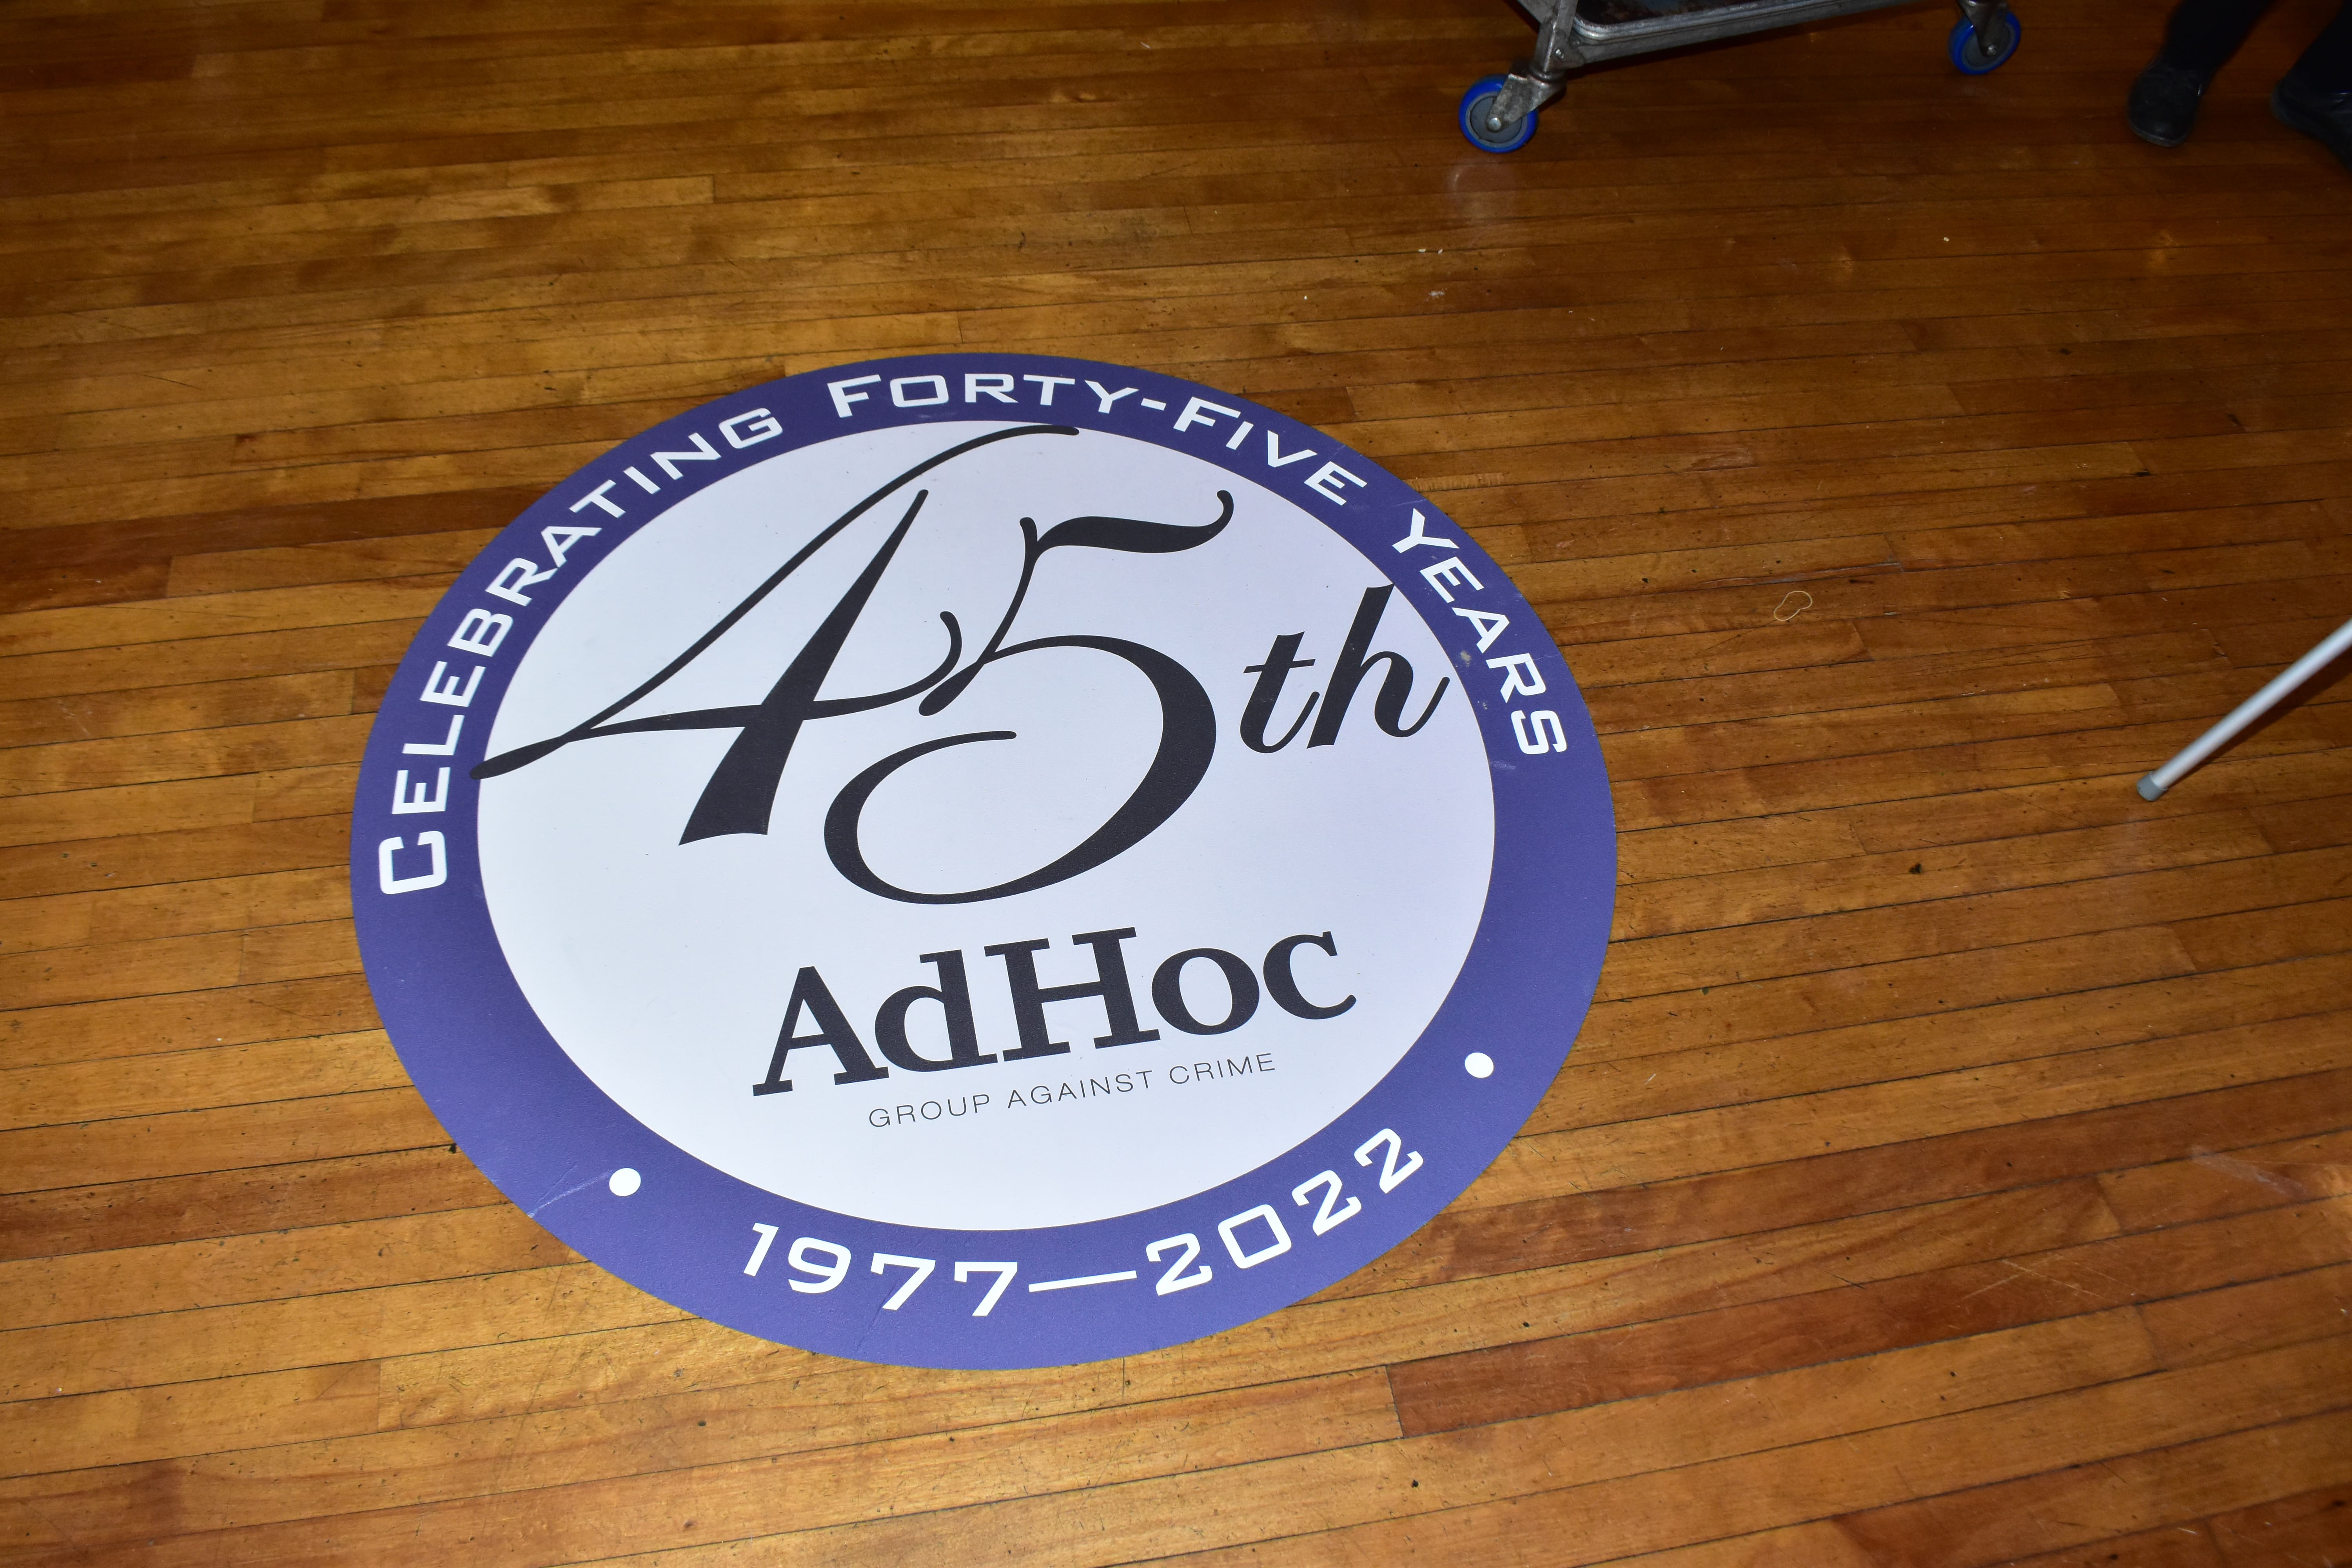 Celebrating Forty-Five Years
45th
AdHoc
GROUP AGAINST CRIME
• 1977—2022 •